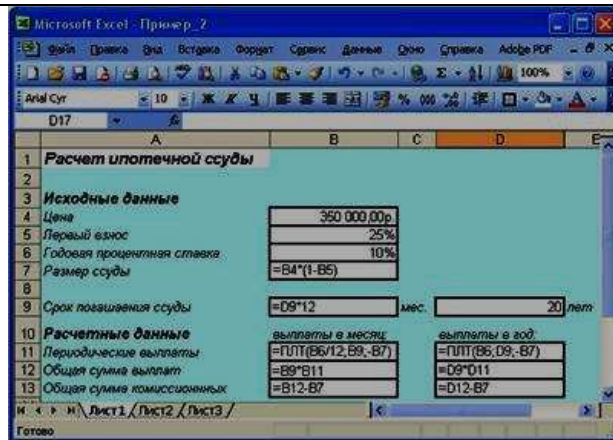 Microsoft Excel - Пример_2
Файл Правка Вид Вставка Формат Сервис Данные Окно Справка Adobe PDF
100%
Arial Cyr 10 Ж К Ч % 000
D17 fx
A B C D E
1 Расчет ипотечной ссуды
2
3 Исходные данные
4 Цена 350 000,00р.
5 Первый взнос 25%
6 Годовая процентная ставка 10%
7 Размер ссуды =B4*(1-B5)
8
9 Срок погашения ссуды =D9*12 мес. 20 лет
10 Расчетные данные выплаты в месяц: выплаты в год:
11 Периодические выплаты =ПЛТ(B6/12;B9;-B7) =ПЛТ(B6;D9;-B7)
12 Общая сумма выплат =B9*B11 =D9*D11
13 Общая сумма комиссионных =B12-B7 =D12-B7
Лист1 Лист2 Лист3
Готово